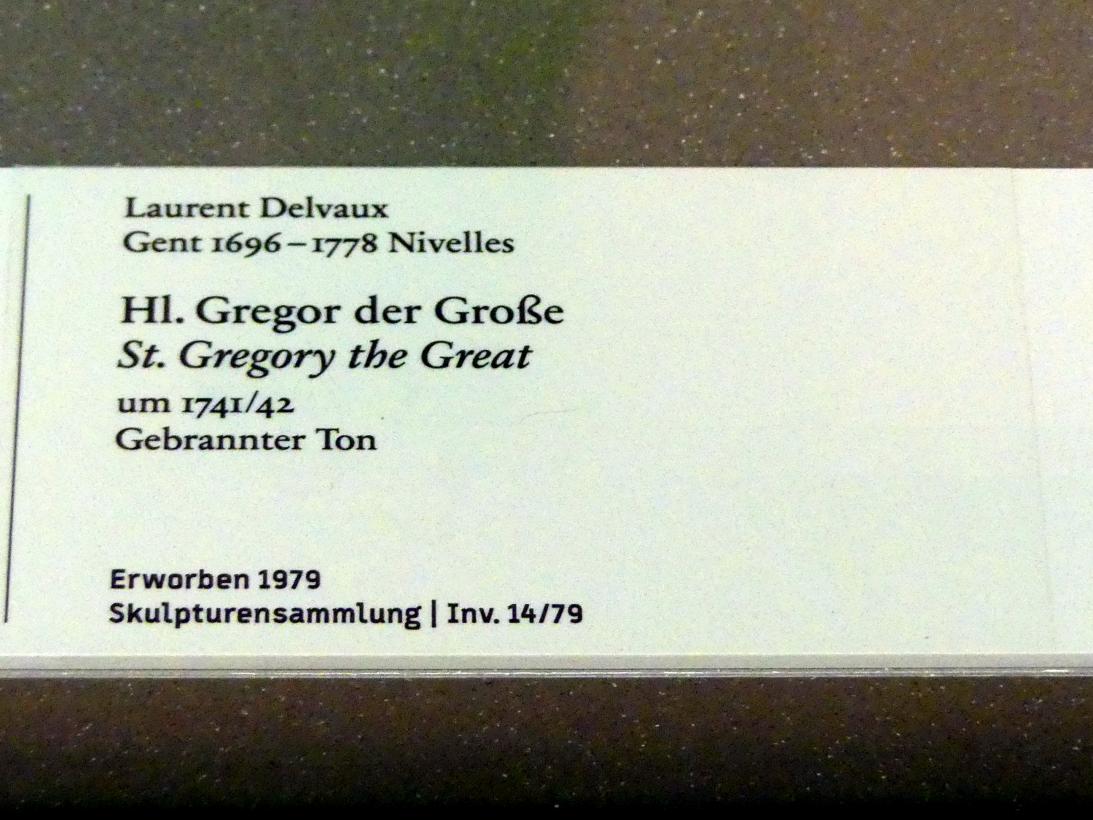 Laurent Delvaux
Gent 1696–1778 Nivelles
Hl. Gregor der Große
St. Gregory the Great
um 1741/42
Gebrannter Ton
Erworben 1979
Skulpturensammlung | Inv. 14/79